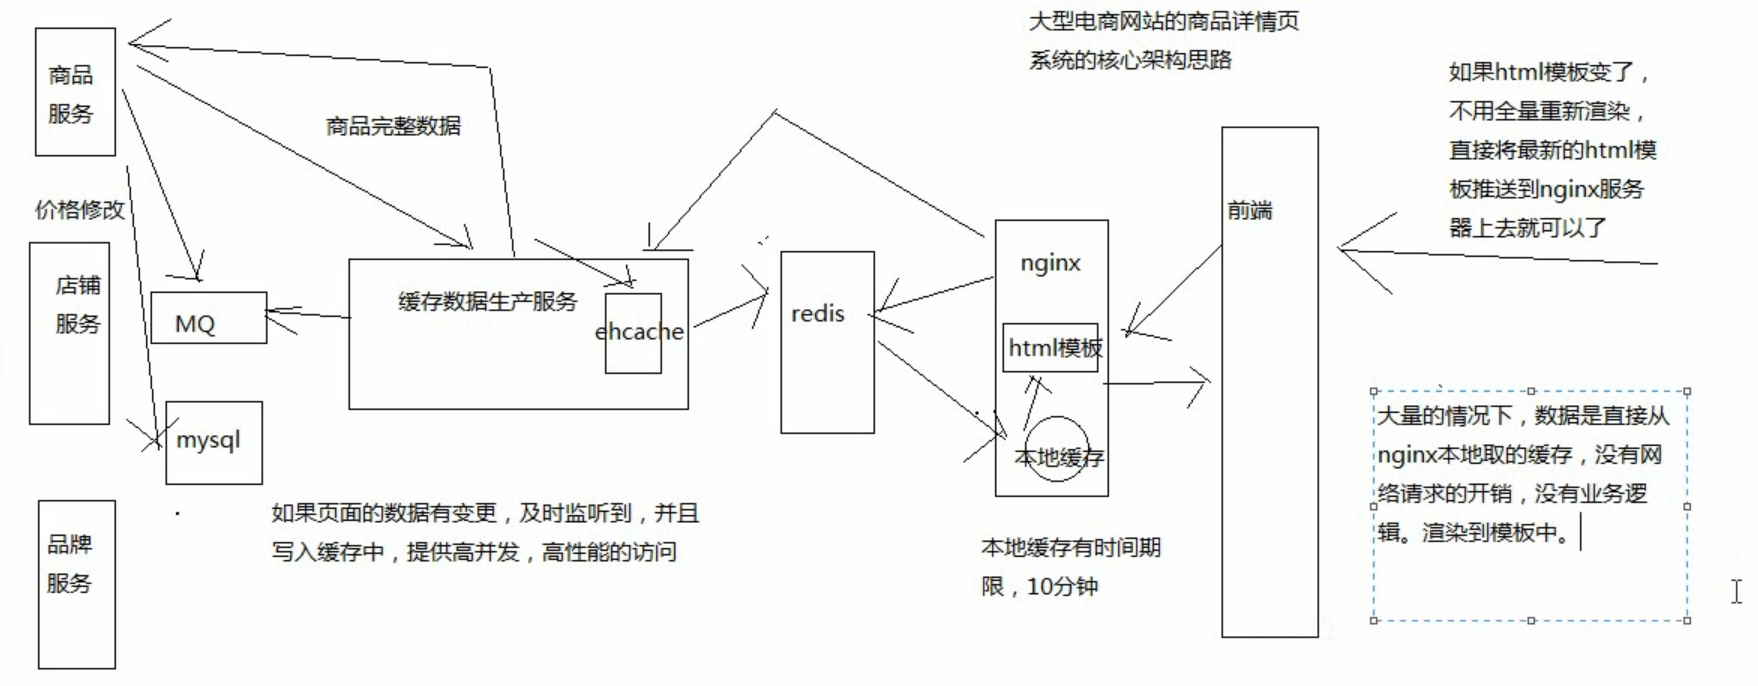 大型电商网站的商品详情页
系统的核心架构思路
商品
服务
商品完整数据
价格修改
店铺
服务
MQ
mysql
品牌
服务
缓存数据生产服务
ehcache
如果页面的数据有变更，及时监听到，并且
写入缓存中，提供高并发，高性能的访问
redis
nginx
html模板
本地缓存
本地缓存有时间期
限，10分钟
前端
如果html模板变了，
不用全量重新渲染，
直接将最新的html模
板推送到nginx服务
器上去就可以了
大量的情况下，数据是直接从
nginx本地取的缓存，没有网
络请求的开销，没有业务逻
辑。渲染到模板中。